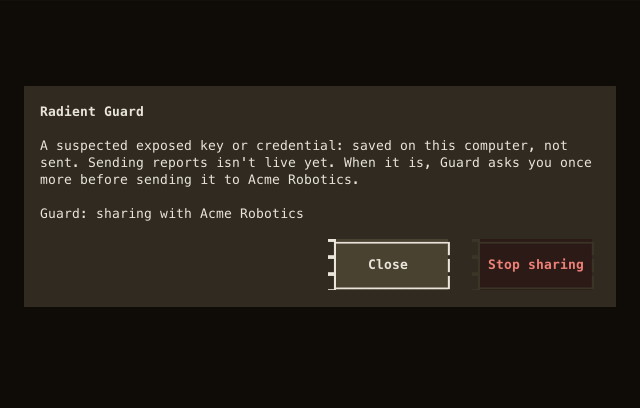 Radient Guard
A suspected exposed key or credential: saved on this computer, not
sent. Sending reports isn't live yet. When it is, Guard asks you once
more before sending it to Acme Robotics.
Guard: sharing with Acme Robotics
Close
Stop sharing